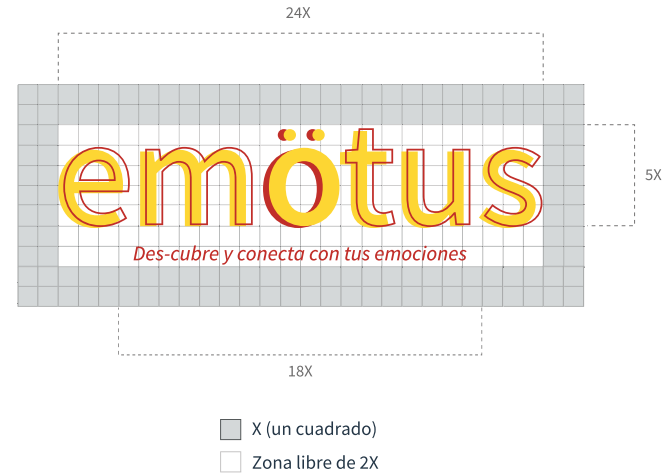 24X
emötus
5X
Des-cubre y conecta con tus emociones
18X
X (un cuadrado)
Zona libre de 2X